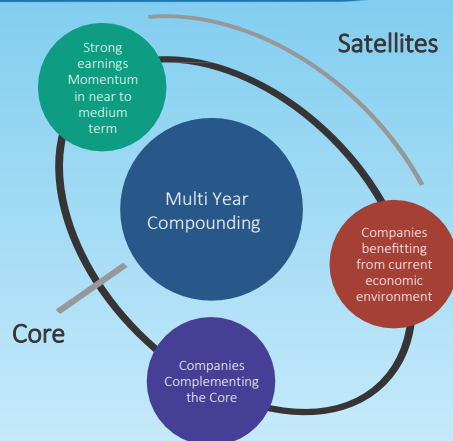 Satellites
Strong
earnings
Momentum
in near to
medium
term
Multi Year
Compounding
Companies
benefitting
from current
economic
environment
Core
Companies
Complementing
the Core